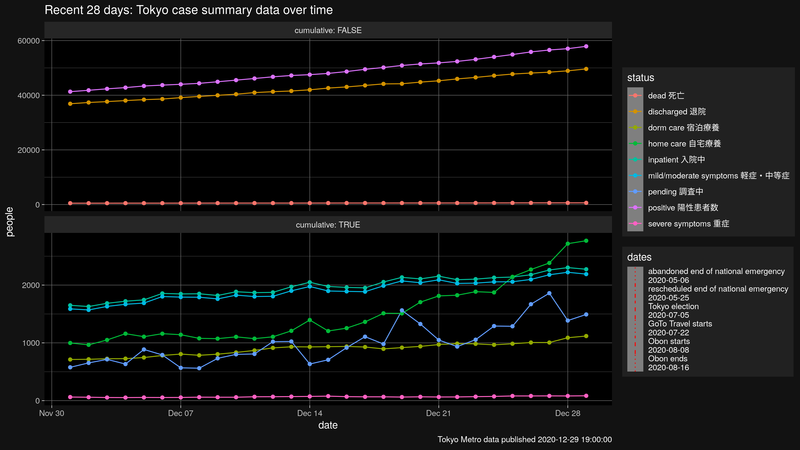 Recent 28 days: Tokyo case summary data over time
cumulative: FALSE
60000
40000
20000
0
cumulative: TRUE
2000
1000
0
people
Nov 30
Dec 07
Dec 14
Dec 21
Dec 28
date
Tokyo Metro data published 2020-12-29 19:00:00
status
dead 死亡
discharged 退院
dorm care 宿泊療養
home care 自宅療養
inpatient 入院中
mild/moderate symptoms 軽症・中等症
pending 調査中
positive 陽性患者数
severe symptoms 重症
dates
abandoned end of national emergency
2020-05-06
rescheduled end of national emergency
2020-05-25
Tokyo election
2020-07-05
GoTo Travel starts
2020-07-22
Obon starts
2020-08-08
Obon ends
2020-08-16